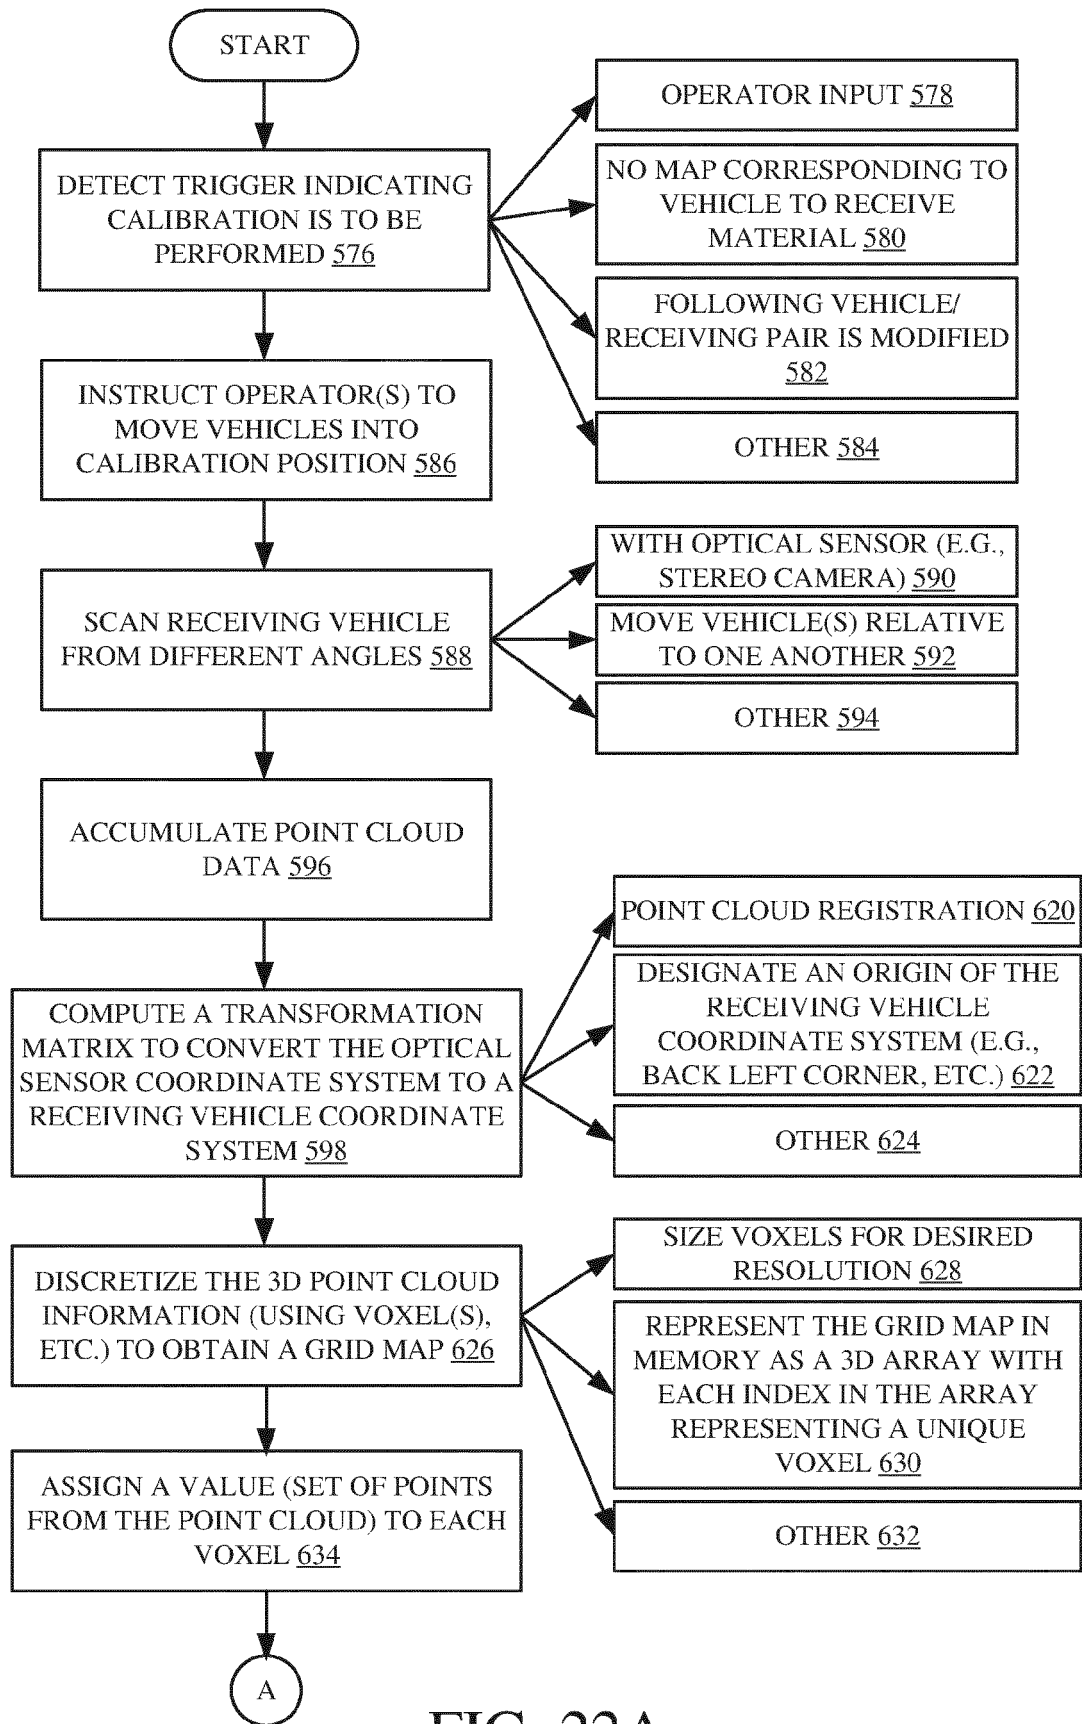 START
DETECT TRIGGER INDICATING
CALIBRATION IS TO BE
PERFORMED 576
OPERATOR INPUT 578
NO MAP CORRESPONDING TO
VEHICLE TO RECEIVE
MATERIAL 580
FOLLOWING VEHICLE/
RECEIVING PAIR IS MODIFIED
582
OTHER 584
INSTRUCT OPERATOR(S) TO
MOVE VEHICLES INTO
CALIBRATION POSITION 586
SCAN RECEIVING VEHICLE
FROM DIFFERENT ANGLES 588
WITH OPTICAL SENSOR (E.G.,
STEREO CAMERA) 590
MOVE VEHICLE(S) RELATIVE
TO ONE ANOTHER 592
OTHER 594
ACCUMULATE POINT CLOUD
DATA 596
COMPUTE A TRANSFORMATION
MATRIX TO CONVERT THE OPTICAL
SENSOR COORDINATE SYSTEM TO A
RECEIVING VEHICLE COORDINATE
SYSTEM 598
POINT CLOUD REGISTRATION 620
DESIGNATE AN ORIGIN OF THE
RECEIVING VEHICLE
COORDINATE SYSTEM (E.G.,
BACK LEFT CORNER, ETC.) 622
OTHER 624
DISCRETIZE THE 3D POINT CLOUD
INFORMATION (USING VOXEL(S),
ETC.) TO OBTAIN A GRID MAP 626
SIZE VOXELS FOR DESIRED
RESOLUTION 628
REPRESENT THE GRID MAP IN
MEMORY AS A 3D ARRAY WITH
EACH INDEX IN THE ARRAY
REPRESENTING A UNIQUE
VOXEL 630
OTHER 632
ASSIGN A VALUE (SET OF POINTS
FROM THE POINT CLOUD) TO EACH
VOXEL 634
A